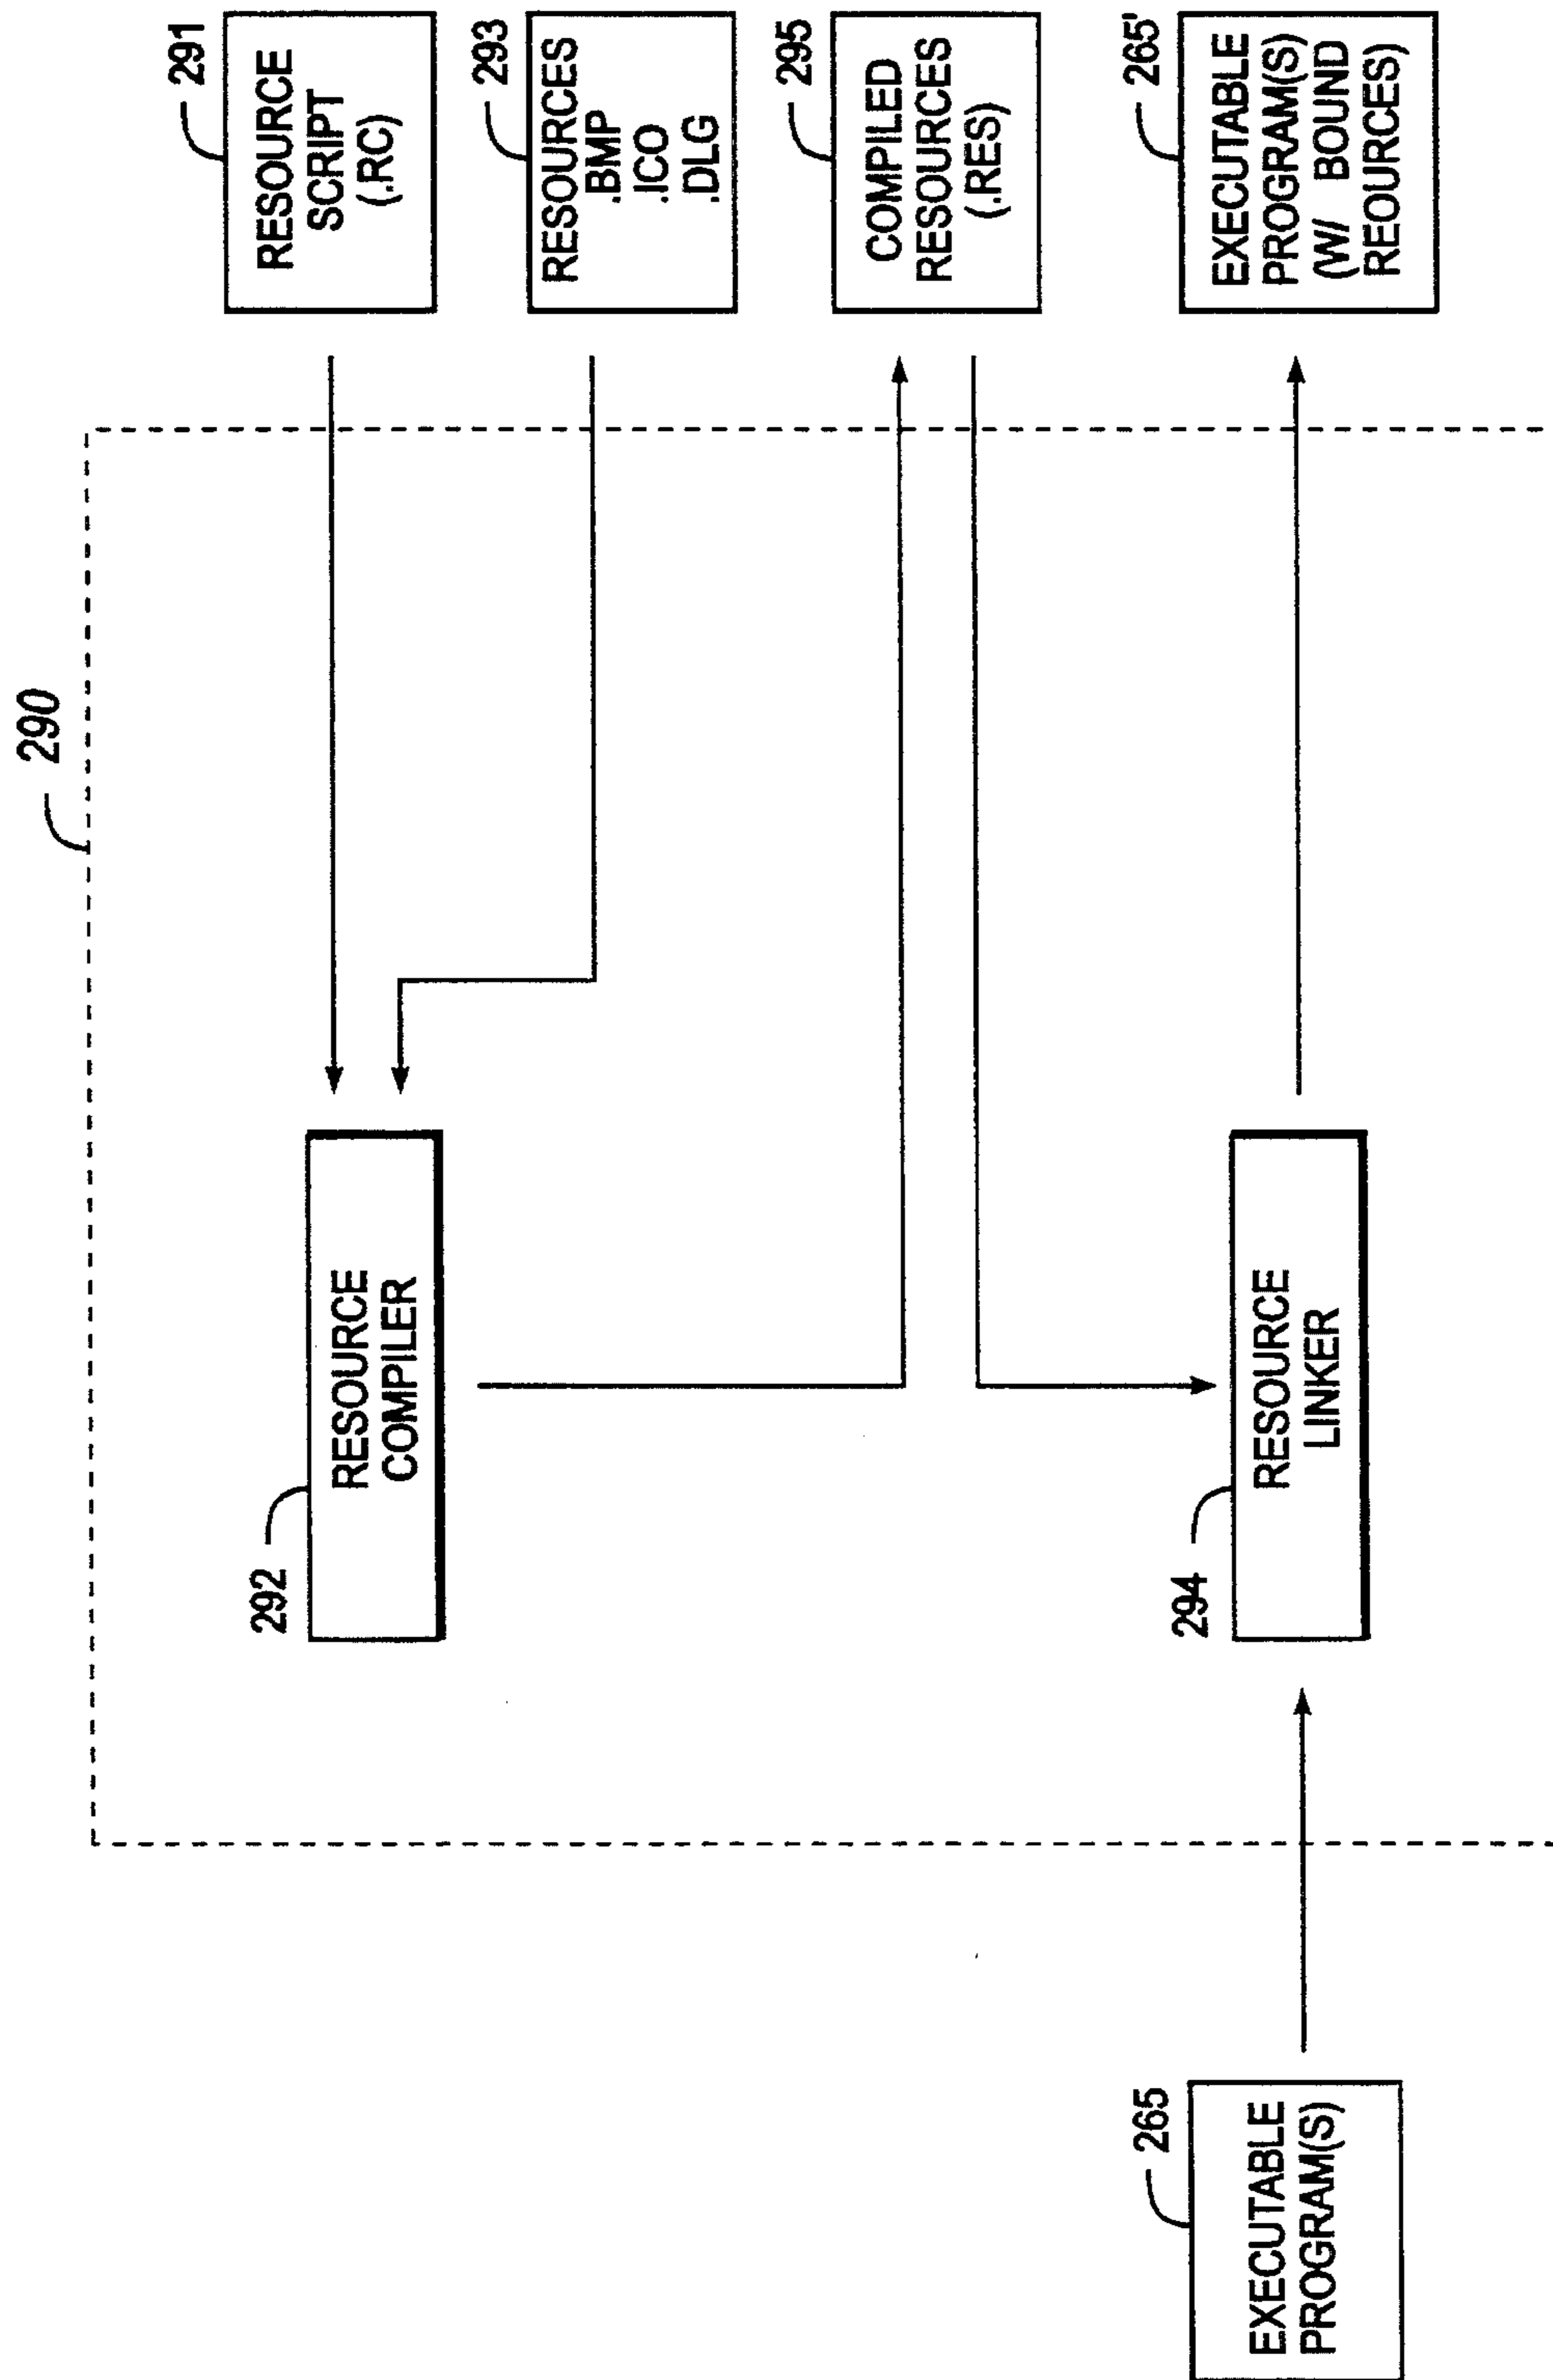 290
291
RESOURCE
SCRIPT
(.RC)
292
RESOURCE
COMPILER
293
RESOURCES
.BMP
.ICO
.DLG
295
COMPILED
RESOURCES
(.RES)
265
EXECUTABLE
PROGRAM(S)
294
RESOURCE
LINKER
265'
EXECUTABLE
PROGRAM(S)
(W/ BOUND
REOURCES)